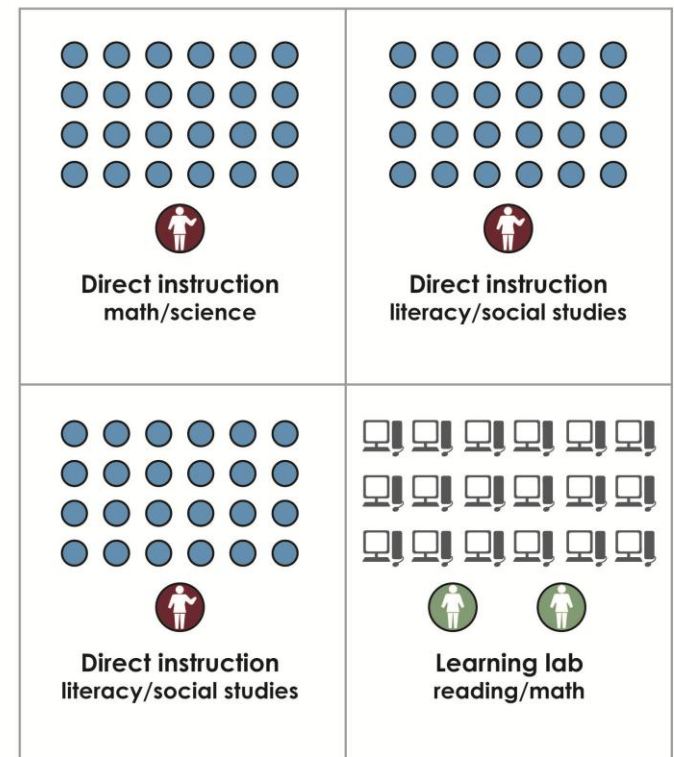 Direct instruction
math/science
Direct instruction
literacy/social studies
Direct instruction
literacy/social studies
Learning lab
reading/math